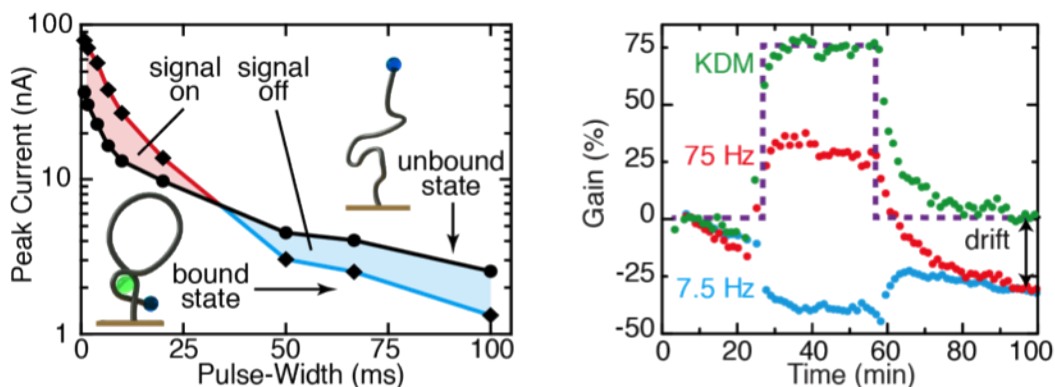 100
10
1
Peak Current (nA)
0
25
50
75
100
Pulse-Width (ms)
signal
on
signal
off
unbound
state
bound
state
75
50
25
0
-25
-50
Gain (%)
0
20
40
60
80
100
Time (min)
KDM
75 Hz
7.5 Hz
drift